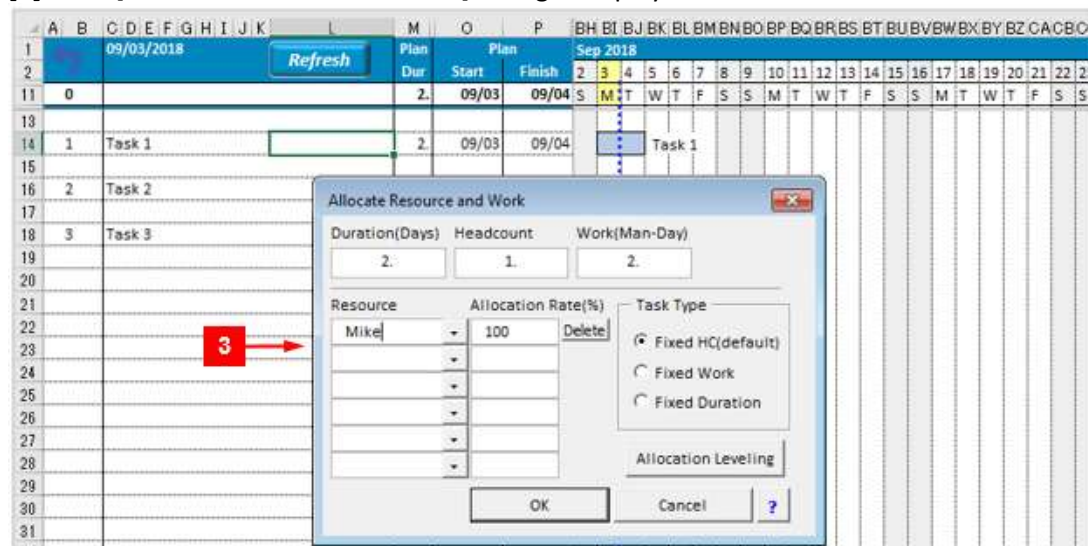 A B C D E F G H I J K L M O P BH BI BJ BK BL BM BN BO BP BQ BR BS BT BU BV BW BX BY BZ CA CB
1 09/03/2018 Refresh Plan Plan Sep 2018
2 Dur Start Finish 2 3 4 5 6 7 8 9 10 11 12 13 14 15 16 17 18 19 20 21 22
11 0 2. 09/03 09/04 S M T W T F S S M T W T F S S M T W T F S S
13
14 1 Task 1 2. 09/03 09/04 Task 1
15
16 2 Task 2
17
18 3 Task 3
19
20
21
22
23
24
25
26
27
28
29
30
31
3
Allocate Resource and Work
Duration(Days) Headcount Work(Man-Day)
2. 1. 2.
Resource Allocation Rate(%) Task Type
Mike 100 Delete
Fixed HC(default)
Fixed Work
Fixed Duration
Allocation Leveling
OK Cancel ?